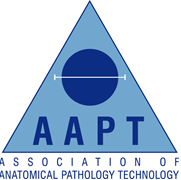 AAPT
ASSOCIATION OF
ANATOMICAL PATHOLOGY TECHNOLOGY